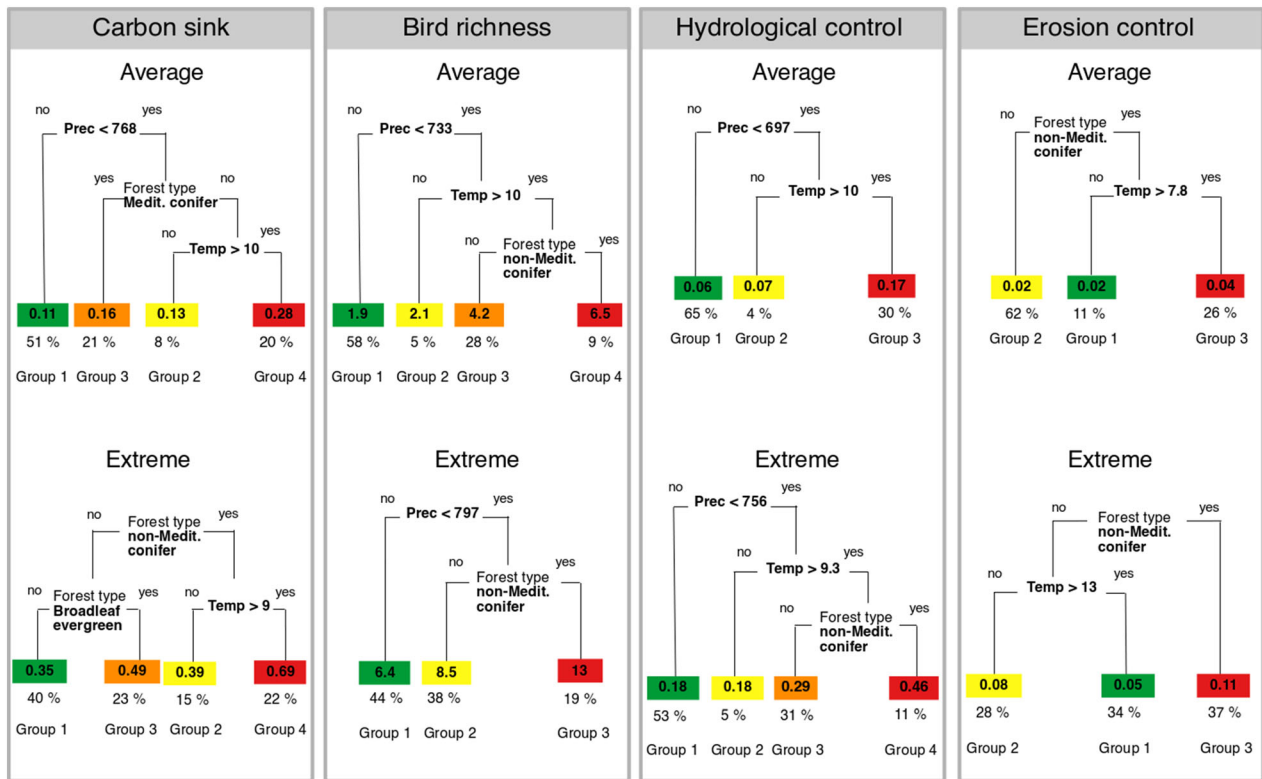 Carbon sink
Average
no yes
Prec < 768
yes no
Forest type
Medit. conifer
no yes
Temp > 10
0.11 0.16 0.13 0.28
51 % 21 % 8 % 20 %
Group 1 Group 3 Group 2 Group 4
Extreme
no yes
Forest type
non-Medit.
conifer
no yes no yes
Forest type
Broadleaf
evergreen
Temp > 9
0.35 0.49 0.39 0.69
40 % 23 % 15 % 22 %
Group 1 Group 3 Group 2 Group 4
Bird richness
Average
no yes
Prec < 733
no yes
Temp > 10
no yes
Forest type
non-Medit.
conifer
1.9 2.1 4.2 6.5
58 % 5 % 28 % 9 %
Group 1 Group 2 Group 3 Group 4
Extreme
no yes
Prec < 797
no yes
Forest type
non-Medit.
conifer
6.4 8.5 13
44 % 38 % 19 %
Group 1 Group 2 Group 3
Hydrological control
Average
no yes
Prec < 697
no yes
Temp > 10
0.06 0.07 0.17
65 % 4 % 30 %
Group 1 Group 2 Group 3
Extreme
no yes
Prec < 756
no yes
Temp > 9.3
no yes
Forest type
non-Medit.
conifer
0.18 0.18 0.29 0.46
53 % 5 % 31 % 11 %
Group 1 Group 2 Group 3 Group 4
Erosion control
Average
no yes
Forest type
non-Medit.
conifer
no yes
Temp > 7.8
0.02 0.02 0.04
62 % 11 % 26 %
Group 2 Group 1 Group 3
Extreme
no yes
Forest type
non-Medit.
conifer
no yes
Temp > 13
0.08 0.05 0.11
28 % 34 % 37 %
Group 2 Group 1 Group 3